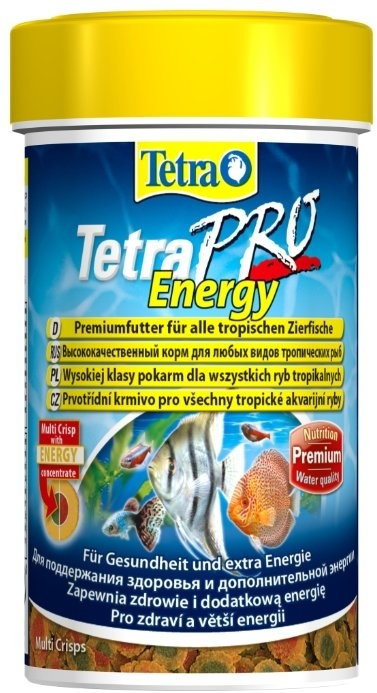 Tetra
TetraPRO
Energy
D Premiumfutter für alle tropischen Zierfische
RUS Высококачественный корм для любых видов тропических рыб
PL Wysokiej klasy pokarm dla wszystkich ryb tropikalnych
CZ Prvotřídní krmivo pro všechny tropické akvarijní ryby
Multi Crisp
with
ENERGY
concentrate
Nutrition
Premium
Water quality
Für Gesundheit und extra Energie
Для поддержания здоровья и дополнительной энергии
Zapewnia zdrowie i dodatkową energię
Pro zdraví a větší energii
Multi Crisps